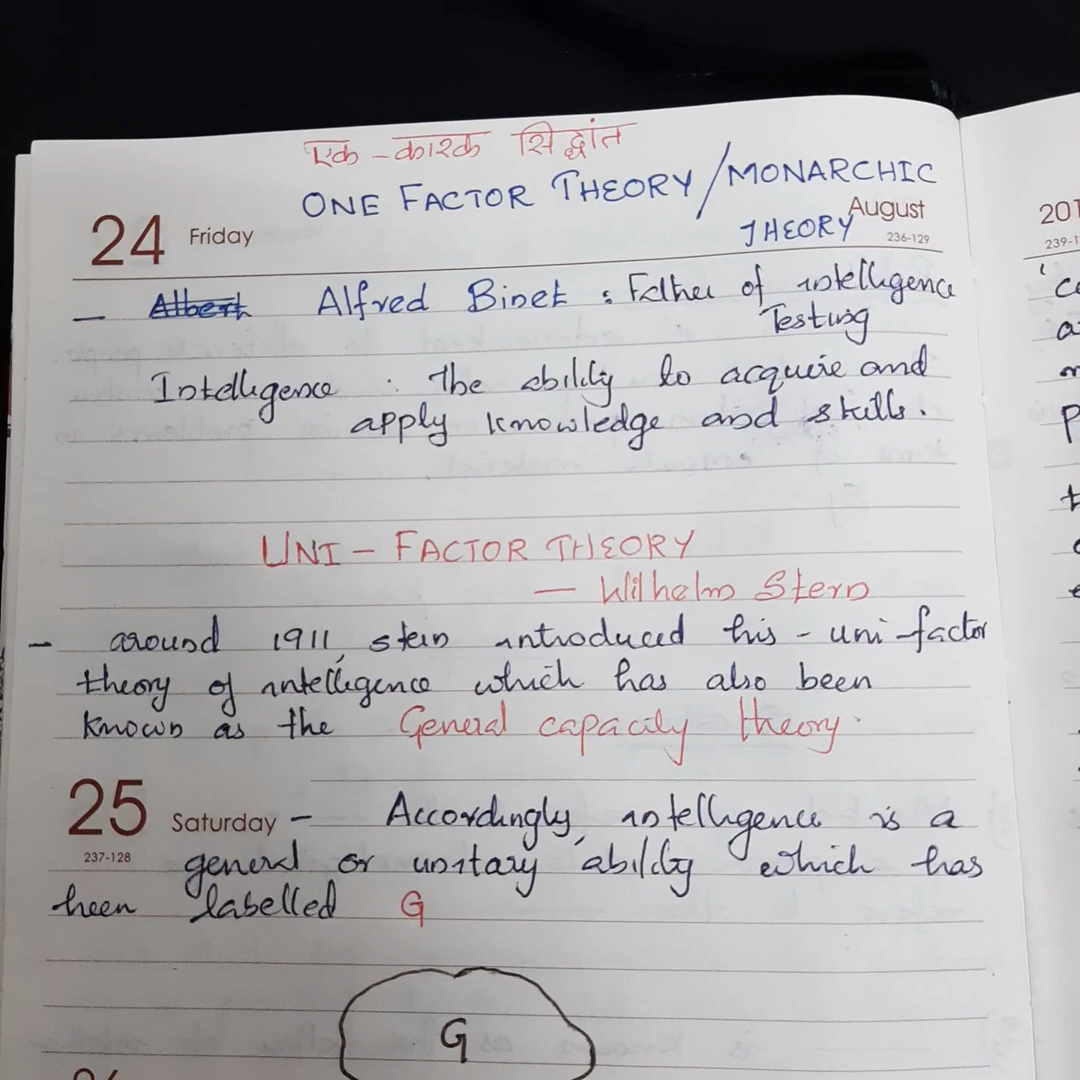 एक-कारक सिद्धांत
ONE FACTOR THEORY/MONARCHIC
THEORY
24 Friday
August
236-129
— Albert Alfred Binet : Father of intelligence
Testing
Intelligence : The ability to acquire and
apply knowledge and skills.
UNI - FACTOR THEORY
— Wilhelm Stern
— around 1911, stern introduced his - uni-factor
theory of intelligence which has also been
known as the General capacity theory.
25 Saturday – Accordingly, intelligence is a
237-128
general or unitary ability which has
been labelled G
G
201
239-1